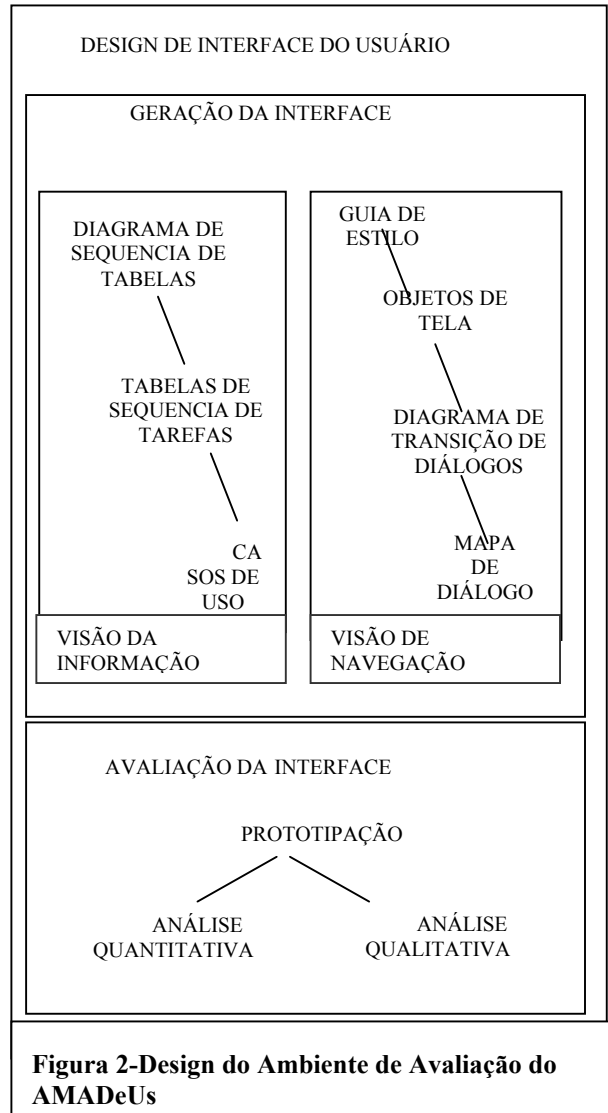 DESIGN DE INTERFACE DO USUÁRIO
GERAÇÃO DA INTERFACE
DIAGRAMA DE
SEQUENCIA DE
TABELAS
TABELAS DE
SEQUENCIA DE
TAREFAS
CA
SOS DE
USO
VISÃO DA
INFORMAÇÃO
GUIA DE
ESTILO
OBJETOS DE
TELA
DIAGRAMA DE
TRANSIÇÃO DE
DIÁLOGOS
MAPA
DE
DIÁLOGO
VISÃO DE
NAVEGAÇÃO
AVALIAÇÃO DA INTERFACE
PROTOTIPAÇÃO
ANÁLISE
QUANTITATIVA
ANÁLISE
QUALITATIVA
Figura 2-Design do Ambiente de Avaliação do
AMADeUs